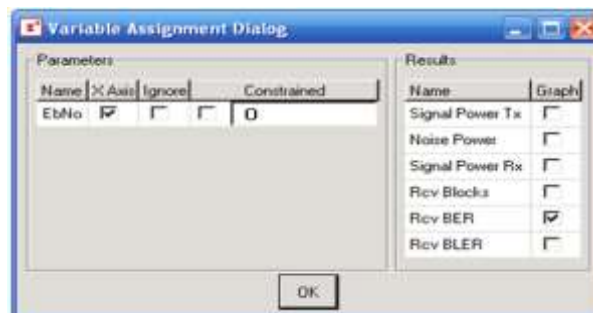 Variable Assignment Dialog
Parameters
Name X Axis Ignore Constrained
EbNo 0
Results
Name Graph
Signal Power Tx
Noise Power
Signal Power Rx
Rcv Blocks
Rcv BER
Rcv BLER
OK